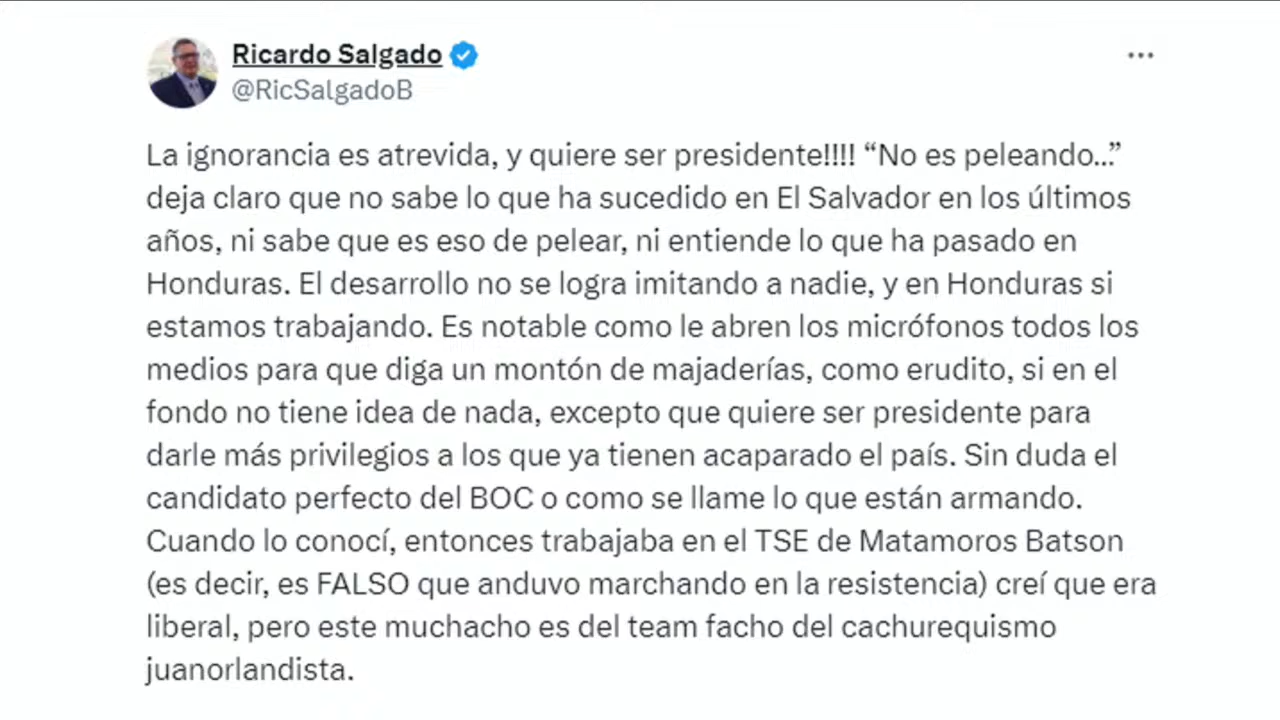 Ricardo Salgado
@RicSalgadoB
La ignorancia es atrevida, y quiere ser presidente!!!! “No es peleando...”
deja claro que no sabe lo que ha sucedido en El Salvador en los últimos
años, ni sabe que es eso de pelear, ni entiende lo que ha pasado en
Honduras. El desarrollo no se logra imitando a nadie, y en Honduras si
estamos trabajando. Es notable como le abren los micrófonos todos los
medios para que diga un montón de majaderías, como erudito, si en el
fondo no tiene idea de nada, excepto que quiere ser presidente para
darle más privilegios a los que ya tienen acaparado el país. Sin duda el
candidato perfecto del BOC o como se llame lo que están armando.
Cuando lo conocí, entonces trabajaba en el TSE de Matamoros Batson
(es decir, es FALSO que anduvo marchando en la resistencia) creí que era
liberal, pero este muchacho es del team facho del cachurequismo
juanorlandista.